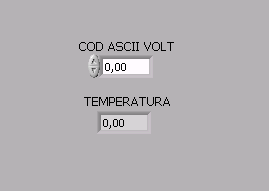 COD ASCII VOLT
0,00
TEMPERATURA
0,00